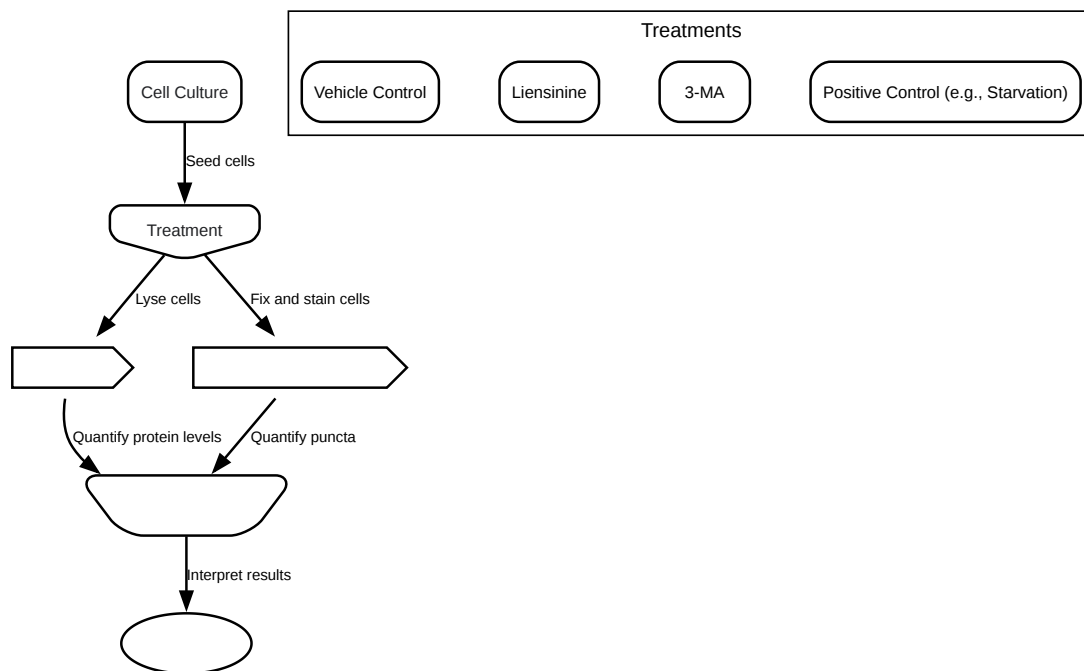 Treatments
Cell Culture
Vehicle Control
Liensinine
3-MA
Positive Control (e.g., Starvation)
Seed cells
Treatment
Lyse cells
Fix and stain cells
Quantify protein levels
Quantify puncta
Interpret results